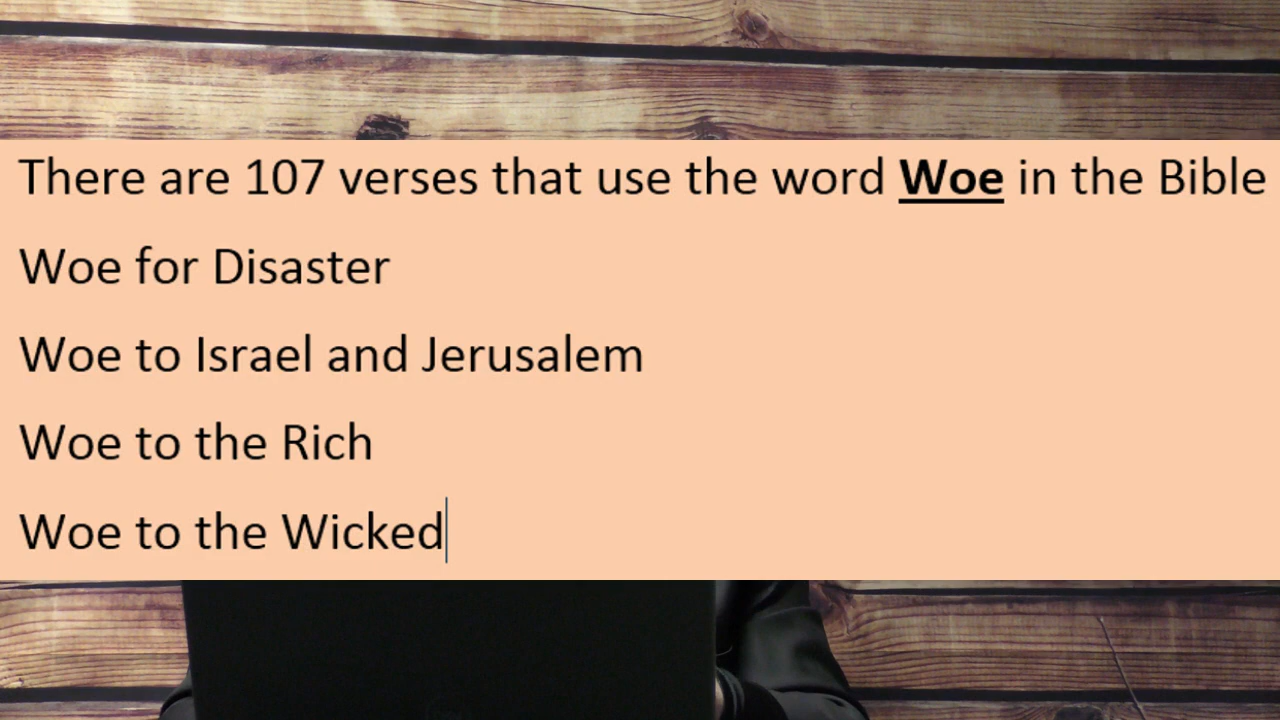 There are 107 verses that use the word Woe in the Bible
Woe for Disaster
Woe to Israel and Jerusalem
Woe to the Rich
Woe to the Wicked